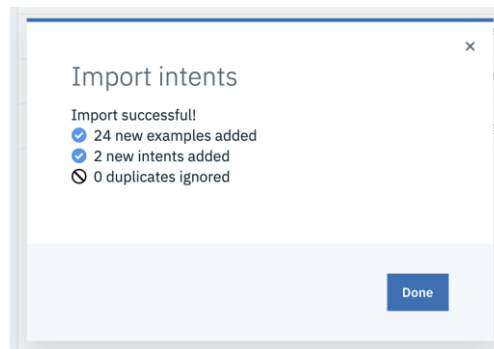 Import intents
Import successful!
24 new examples added
2 new intents added
0 duplicates ignored
Done